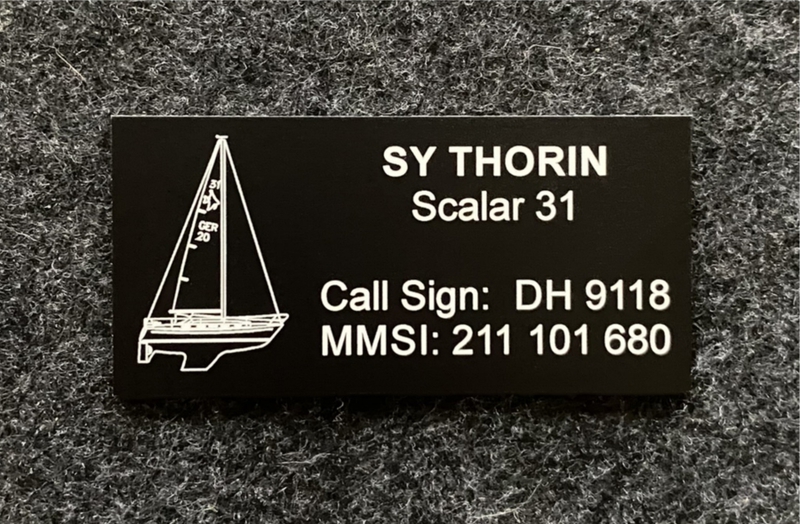 SY THORIN
Scalar 31
Call Sign: DH 9118
MMSI: 211 101 680
31
GER
20